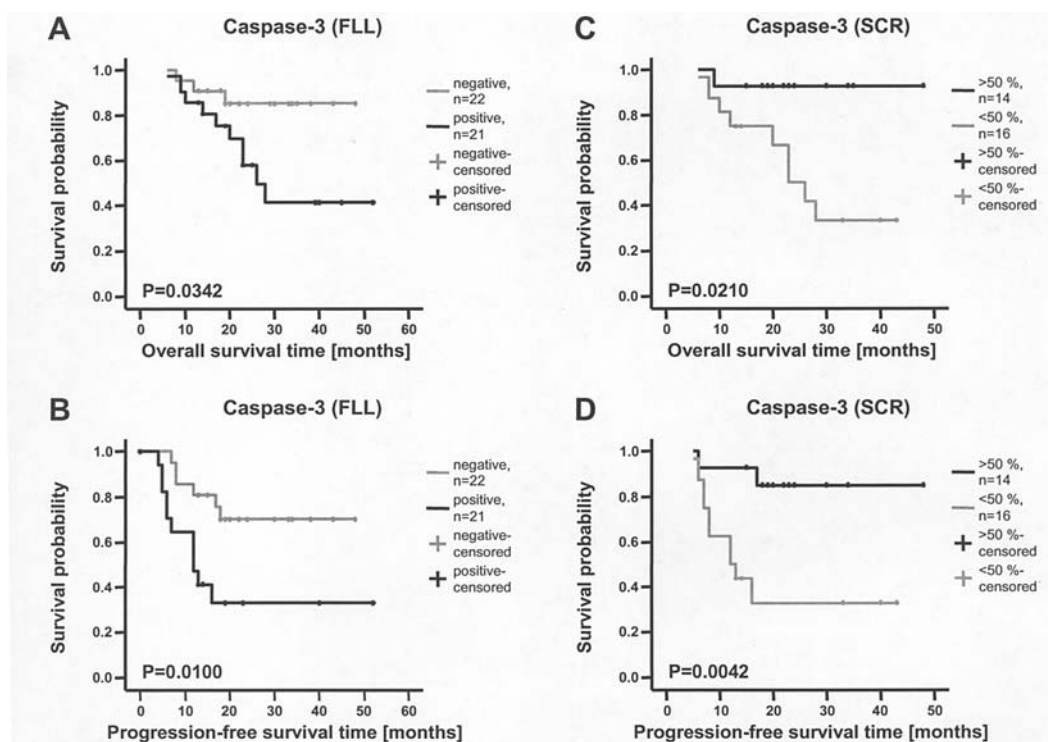 A
Caspase-3 (FLL)
Survival probability
1.0
0.8
0.6
0.4
0.2
0.0
P=0.0342
0 10 20 30 40 50 60
Overall survival time [months]
negative,
n=22
positive,
n=21
negative-
censored
positive-
censored
C
Caspase-3 (SCR)
Survival probability
1.0
0.8
0.6
0.4
0.2
0.0
P=0.0210
0 10 20 30 40 50
Overall survival time [months]
>50 %,
n=14
<50 %,
n=16
>50 %-
censored
<50 %-
censored
B
Caspase-3 (FLL)
Survival probability
1.0
0.8
0.6
0.4
0.2
0.0
P=0.0100
0 10 20 30 40 50 60
Progression-free survival time [months]
negative,
n=22
positive,
n=21
negative-
censored
positive-
censored
D
Caspase-3 (SCR)
Survival probability
1.0
0.8
0.6
0.4
0.2
0.0
P=0.0042
0 10 20 30 40 50
Progression-free survival time [months]
>50 %,
n=14
<50 %,
n=16
>50 %-
censored
<50 %-
censored